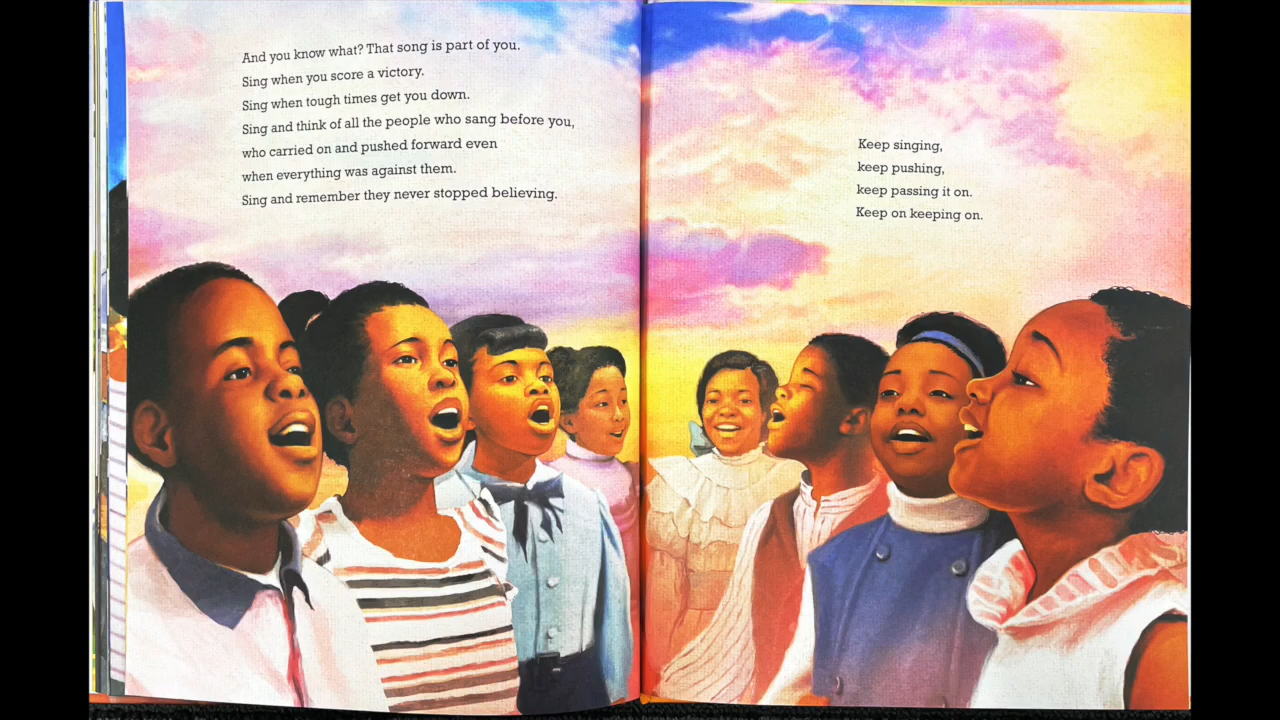 And you know what? That song is part of you.
Sing when you score a victory.
Sing when tough times get you down.
Sing and think of all the people who sang before you,
who carried on and pushed forward even
when everything was against them.
Sing and remember they never stopped believing.
Keep singing,
keep pushing,
keep passing it on.
Keep on keeping on.